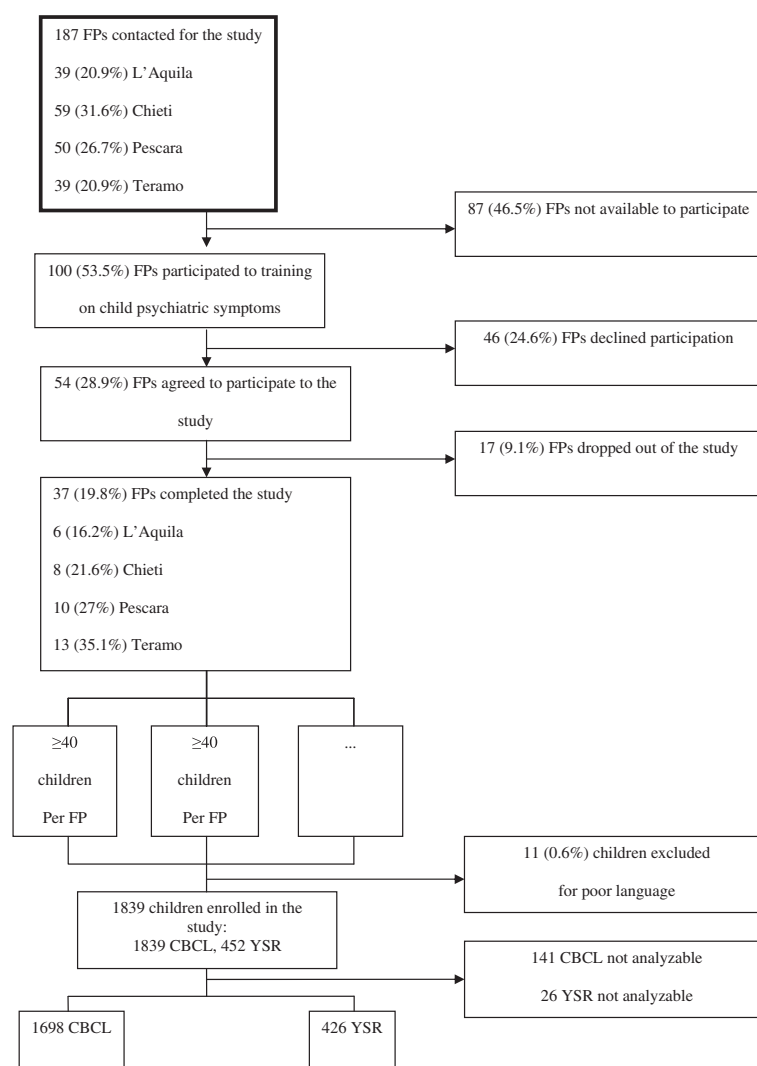 187 FPs contacted for the study
39 (20.9%) L’Aquila
59 (31.6%) Chieti
50 (26.7%) Pescara
39 (20.9%) Teramo
87 (46.5%) FPs not available to participate
100 (53.5%) FPs participated to training
on child psychiatric symptoms
46 (24.6%) FPs declined participation
54 (28.9%) FPs agreed to participate to the
study
17 (9.1%) FPs dropped out of the study
37 (19.8%) FPs completed the study
6 (16.2%) L’Aquila
8 (21.6%) Chieti
10 (27%) Pescara
13 (35.1%) Teramo
≥40
children
Per FP
≥40
children
Per FP
...
11 (0.6%) children excluded
for poor language
1839 children enrolled in the
study:
1839 CBCL, 452 YSR
141 CBCL not analyzable
26 YSR not analyzable
1698 CBCL
426 YSR